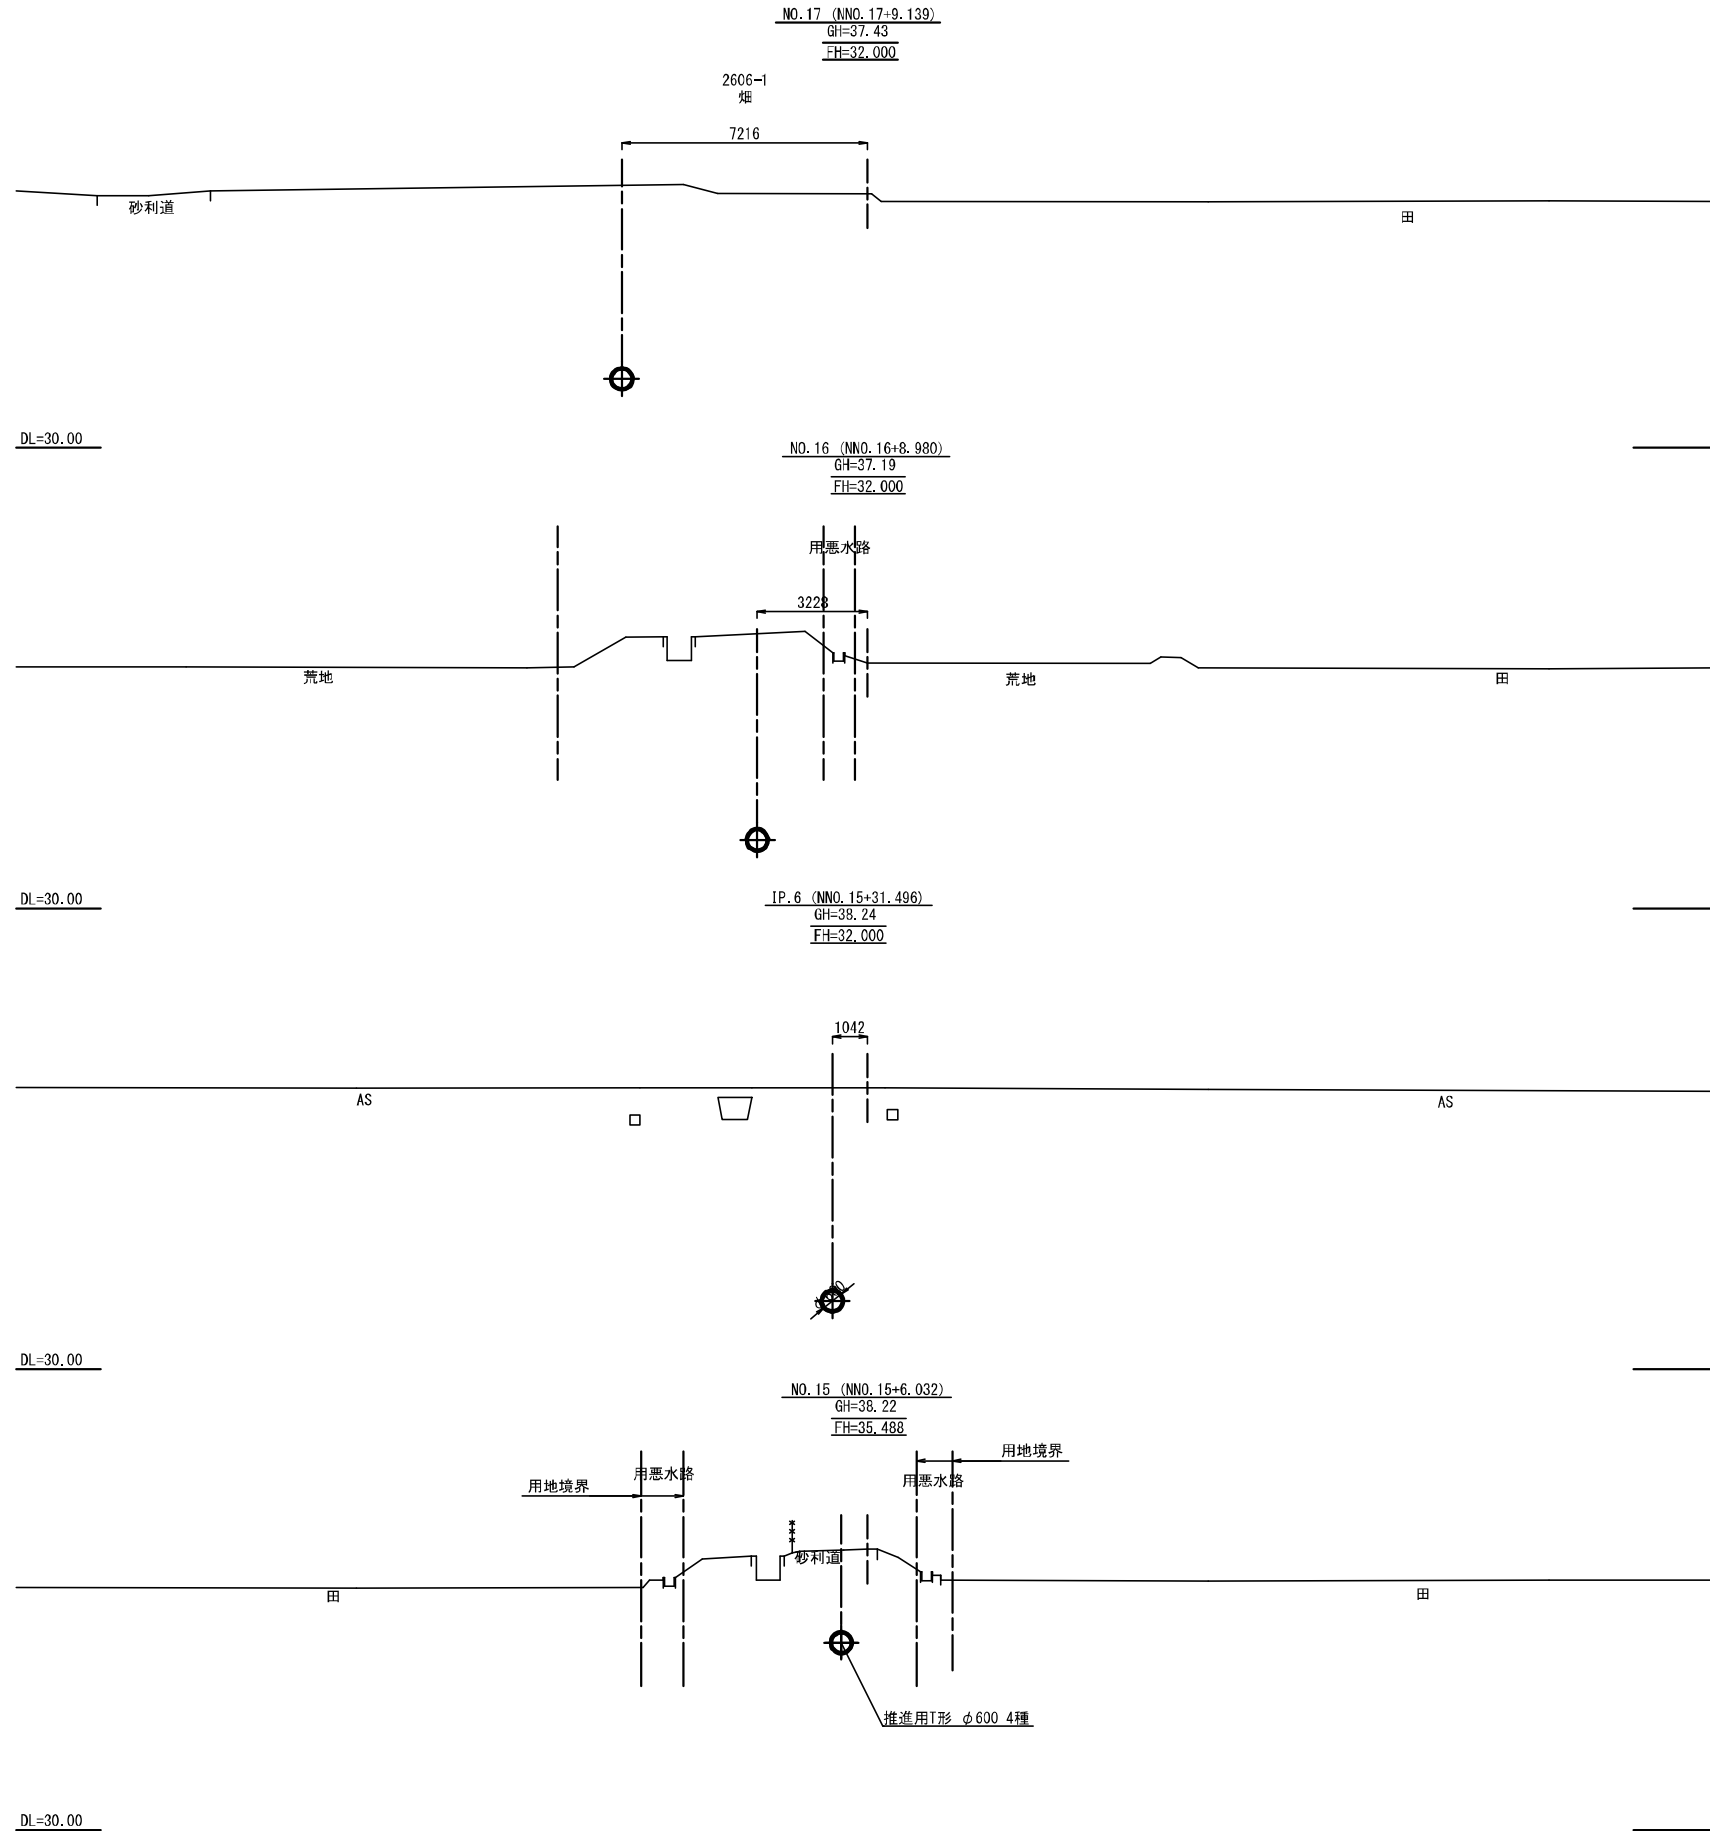 NO.17 (NNO.17+9.139)
GH=37.43
FH=32.000
2606-1
畑
7216
砂利道
田
DL=30.00
NO.16 (NNO.16+8.980)
GH=37.19
FH=32.000
用悪水路
3228
荒地
荒地
田
DL=30.00
IP.6 (NNO.15+31.496)
GH=38.24
FH=32.000
1042
AS
AS
DL=30.00
NO.15 (NNO.15+6.032)
GH=38.22
FH=35.488
用地境界
用悪水路
用悪水路
用地境界
砂利道
田
田
推進用T形 φ600 4種
DL=30.00